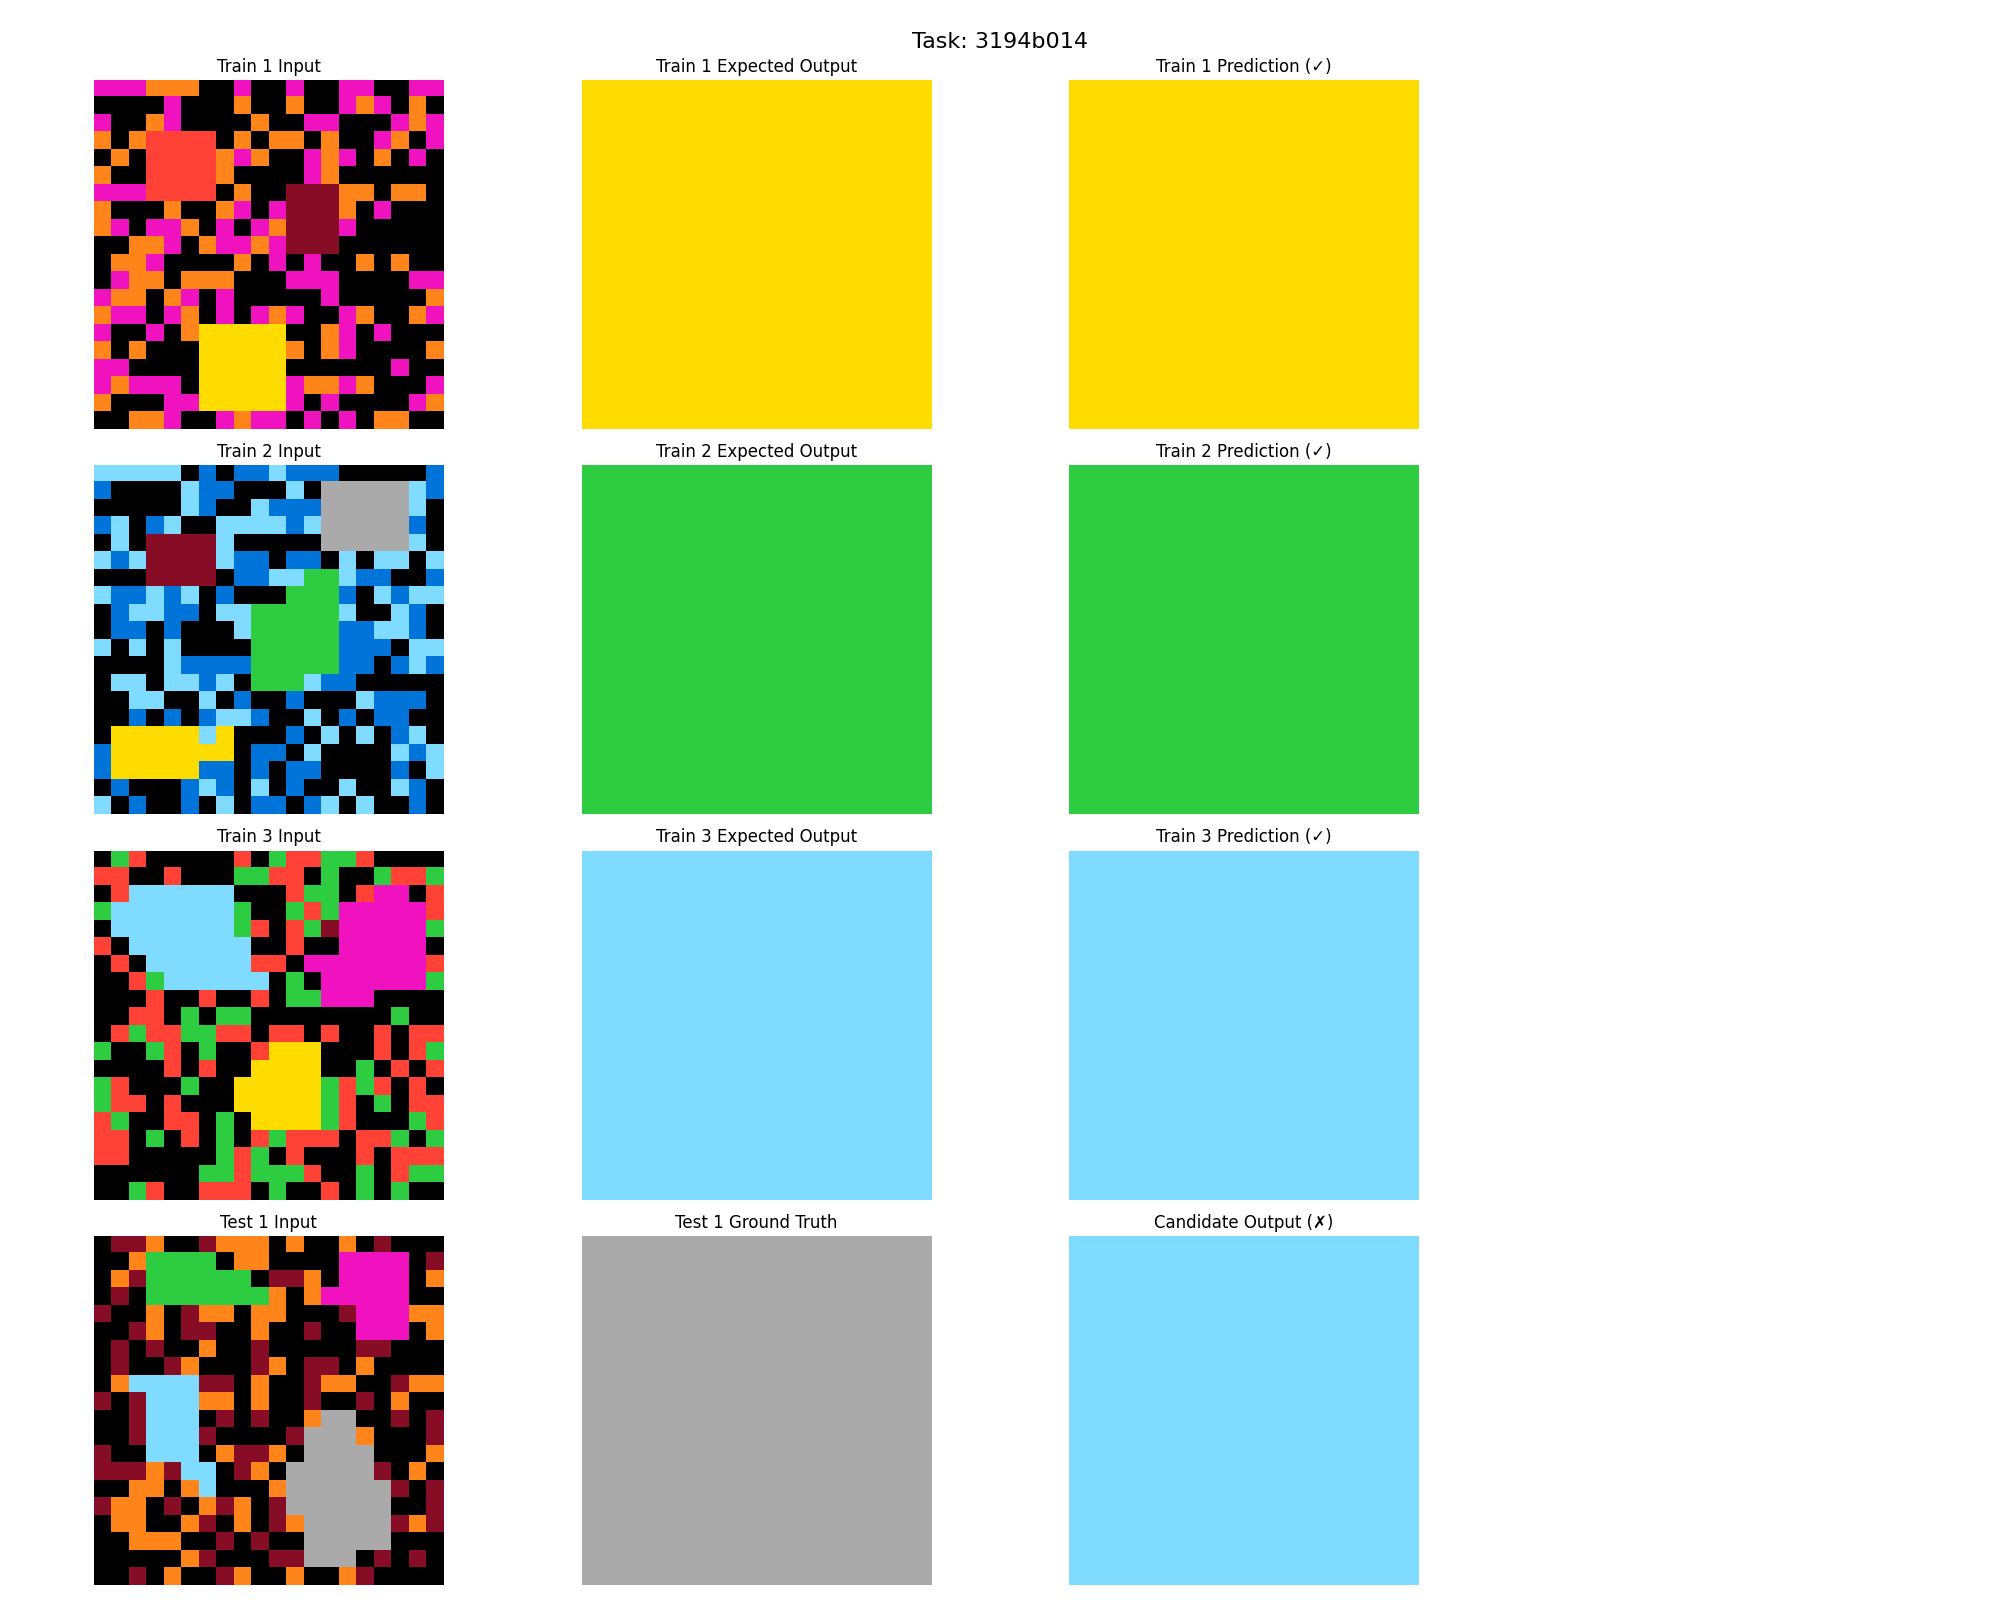 Task: 3194b014
Train 1 Input
Train 1 Expected Output
Train 1 Prediction (✓)
Train 2 Input
Train 2 Expected Output
Train 2 Prediction (✓)
Train 3 Input
Train 3 Expected Output
Train 3 Prediction (✓)
Test 1 Input
Test 1 Ground Truth
Candidate Output (✗)